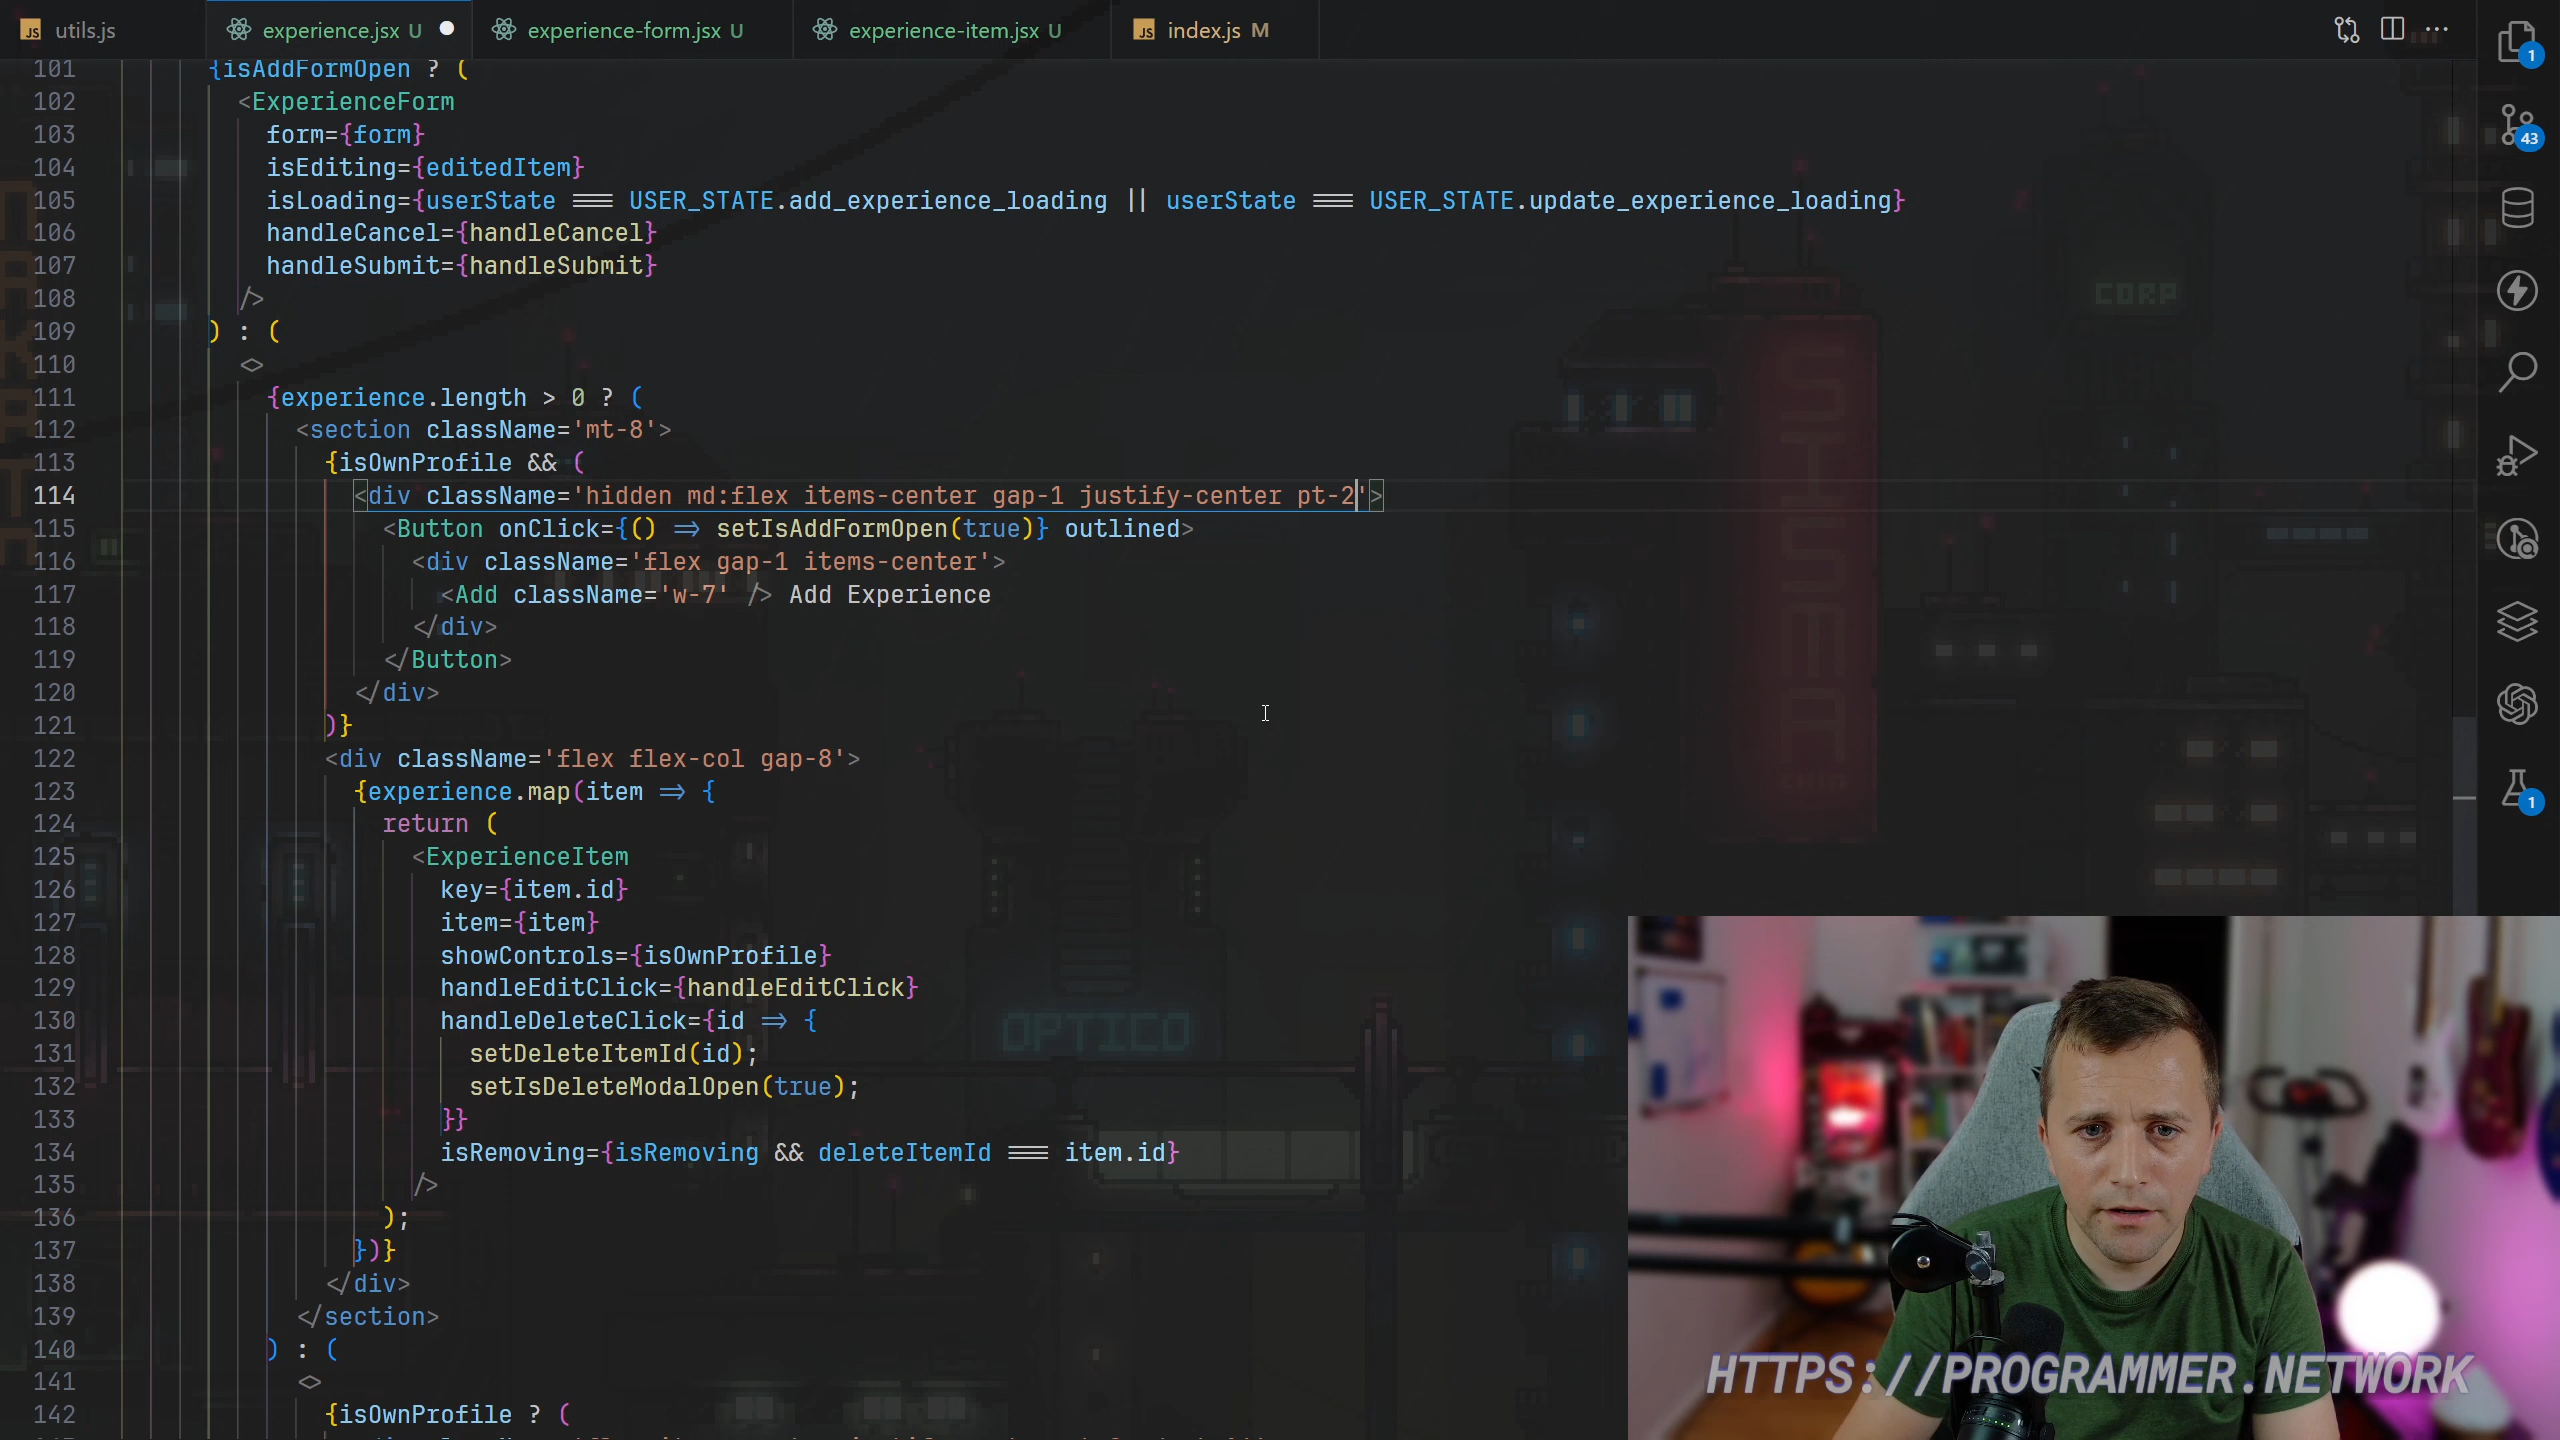 utils.js
experience.jsx U
experience-form.jsx U
experience-item.jsx U
index.js M
101 {isAddFormOpen ? (
102 <ExperienceForm
103 form={form}
104 isEditing={editedItem}
105 isLoading={userState === USER_STATE.add_experience_loading || userState === USER_STATE.update_experience_loading}
106 handleCancel={handleCancel}
107 handleSubmit={handleSubmit}
108 />
109 ) : (
110 <>
111 {experience.length > 0 ? (
112 <section className='mt-8'>
113 {isOwnProfile && (
114 <div className='hidden md:flex items-center gap-1 justify-center pt-2'>
115 <Button onClick={() => setIsAddFormOpen(true)} outlined>
116 <div className='flex gap-1 items-center'>
117 <Add className='w-7' /> Add Experience
118 </div>
119 </Button>
120 </div>
121 )}
122 <div className='flex flex-col gap-8'>
123 {experience.map(item => {
124 return (
125 <ExperienceItem
126 key={item.id}
127 item={item}
128 showControls={isOwnProfile}
129 handleEditClick={handleEditClick}
130 handleDeleteClick={id => {
131 setDeleteItemId(id);
132 setIsDeleteModalOpen(true);
133 }}
134 isRemoving={isRemoving && deleteItemId === item.id}
135 />
136 );
137 })}
138 </div>
139 </section>
140 ) : (
141 <>
142 {isOwnProfile ? (
1
43
1
CORP
OPTICO
HTTPS://PROGRAMMER.NETWORK